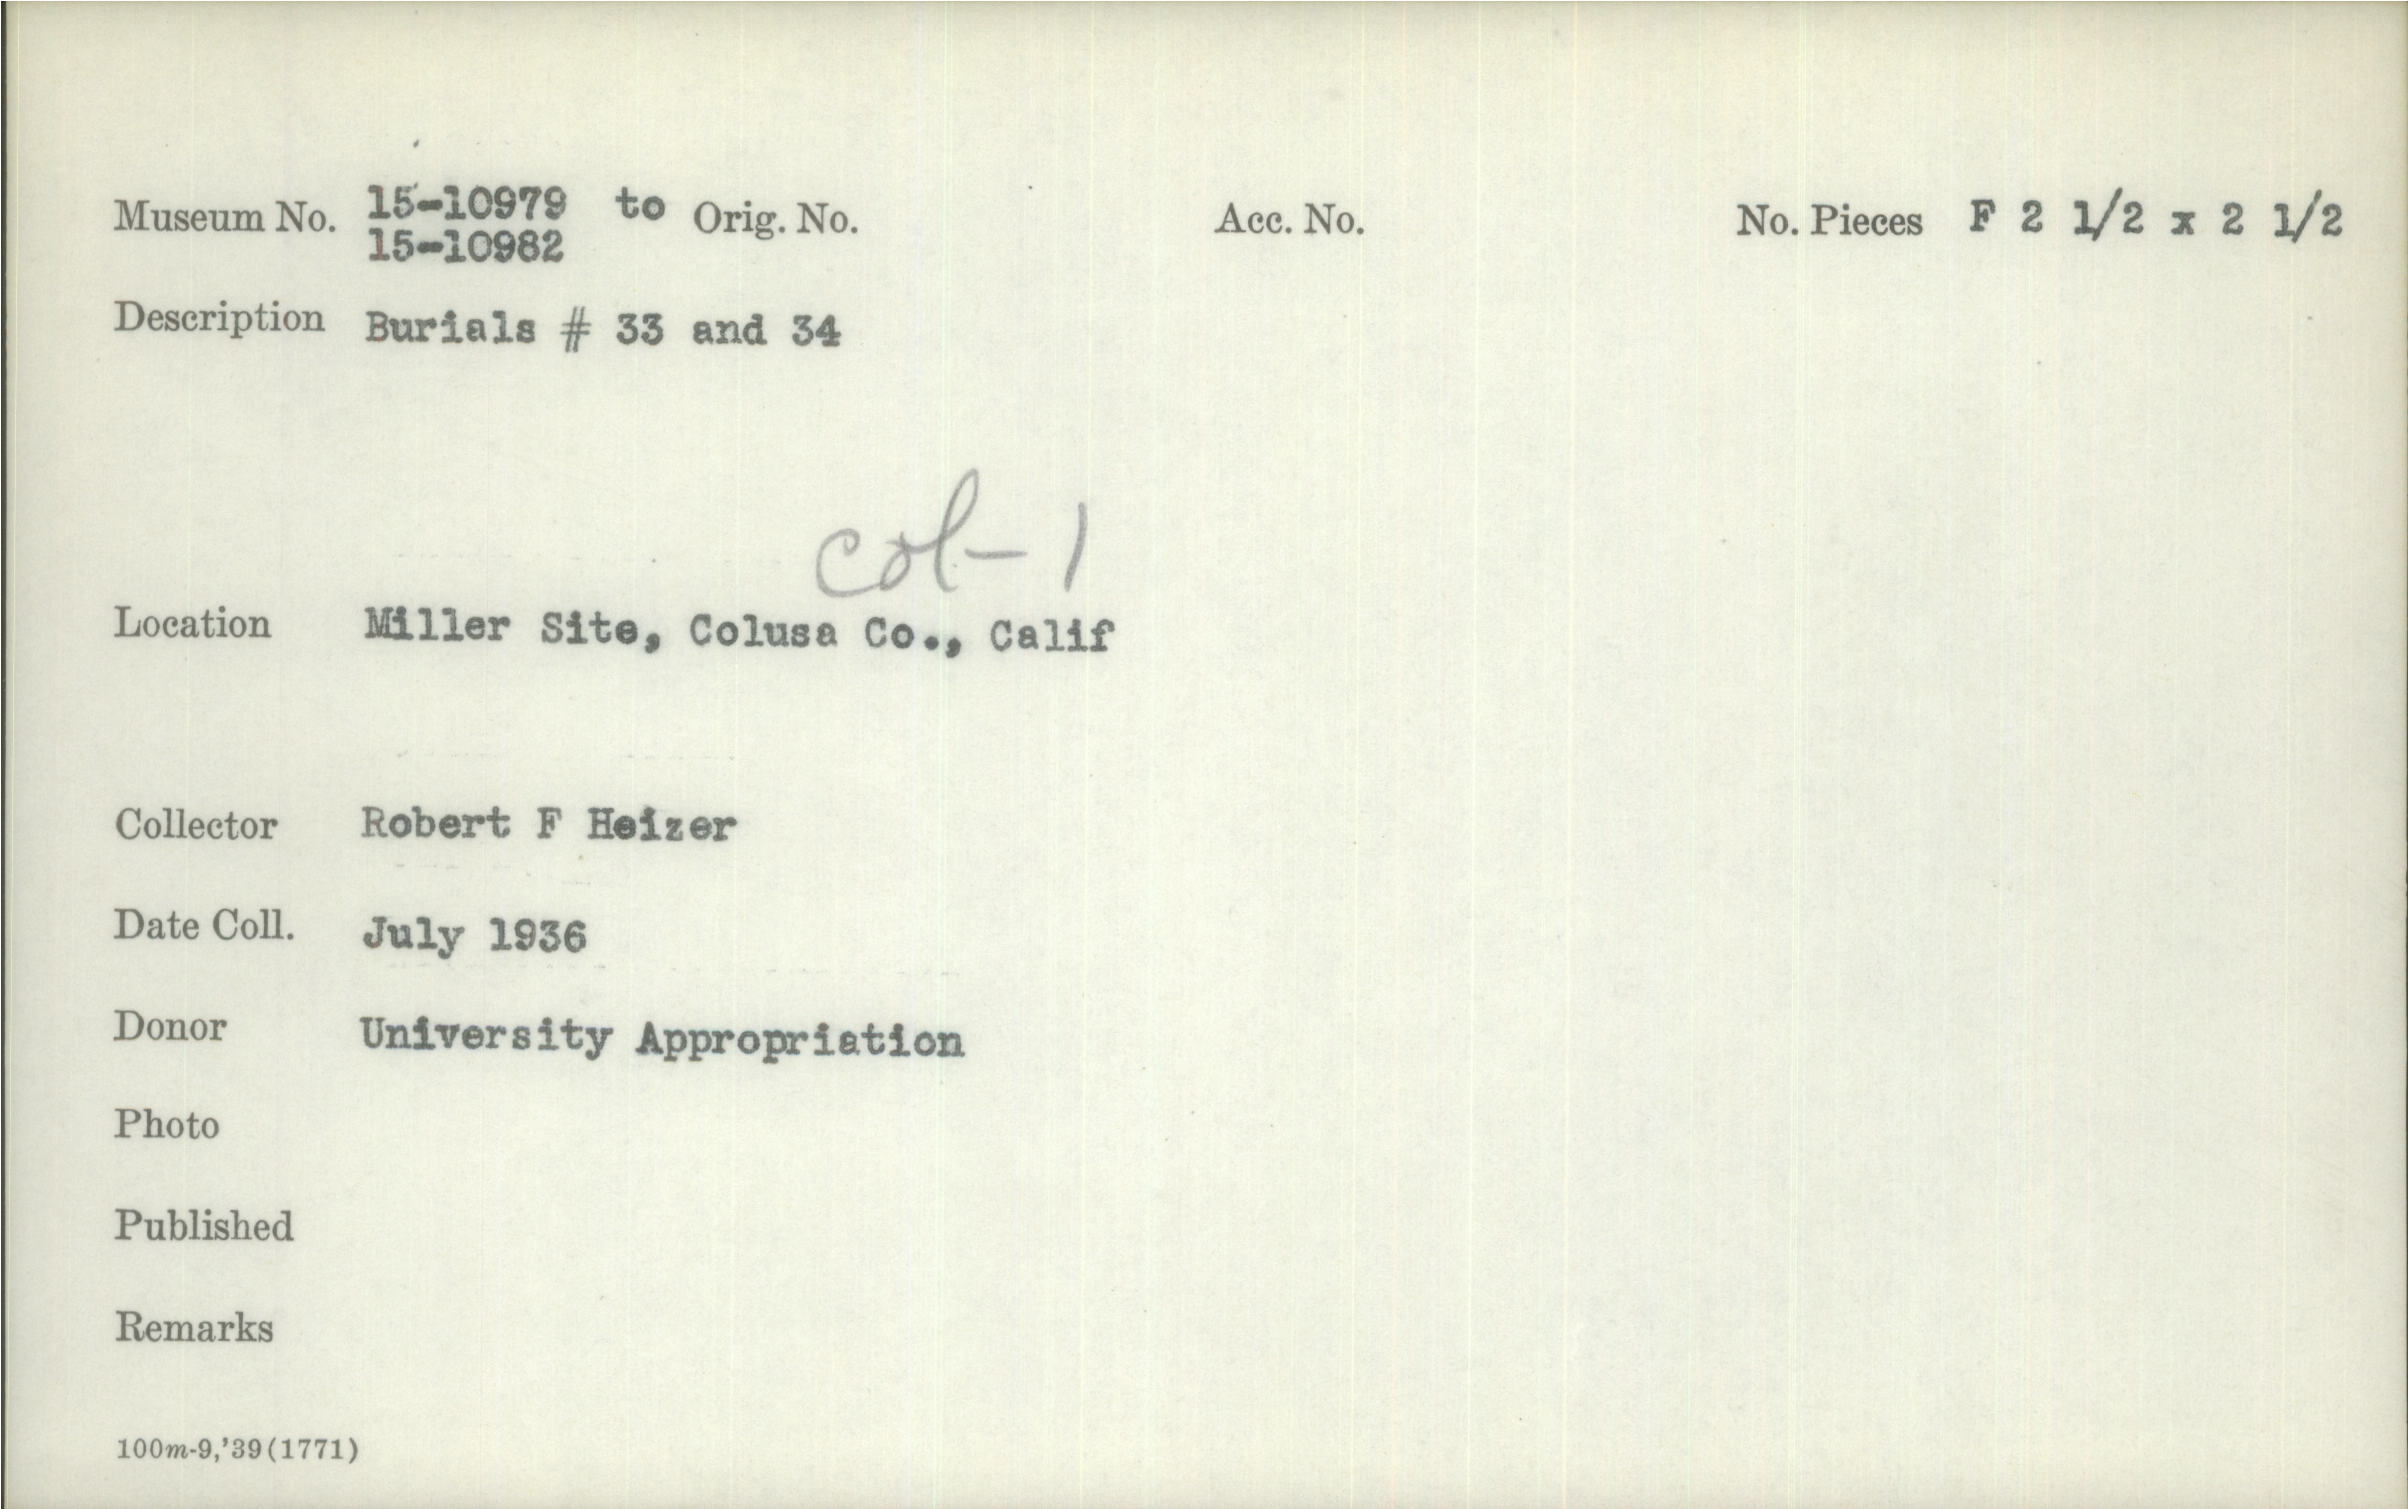 Museum No. 15-10979 to Orig. No. Acc. No. No. Pieces F 2 1/2 x 2 1/2
15-10982
Description Burials # 33 and 34
Col-1
Location Miller Site, Colusa Co., Calif
Collector Robert F Heizer
Date Coll. July 1936
Donor University Appropriation
Photo
Published
Remarks
100m-9,'39(1771)